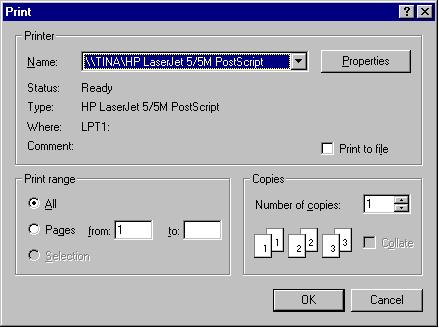 Print
Printer
Name: \\TINA\HP LaserJet 5/5M PostScript Properties
Status: Ready
Type: HP LaserJet 5/5M PostScript
Where: LPT1:
Comment: Print to file
Print range
All
Pages from: 1 to:
Selection
Copies
Number of copies: 1
1 1 2 2 3 3 Collate
OK Cancel